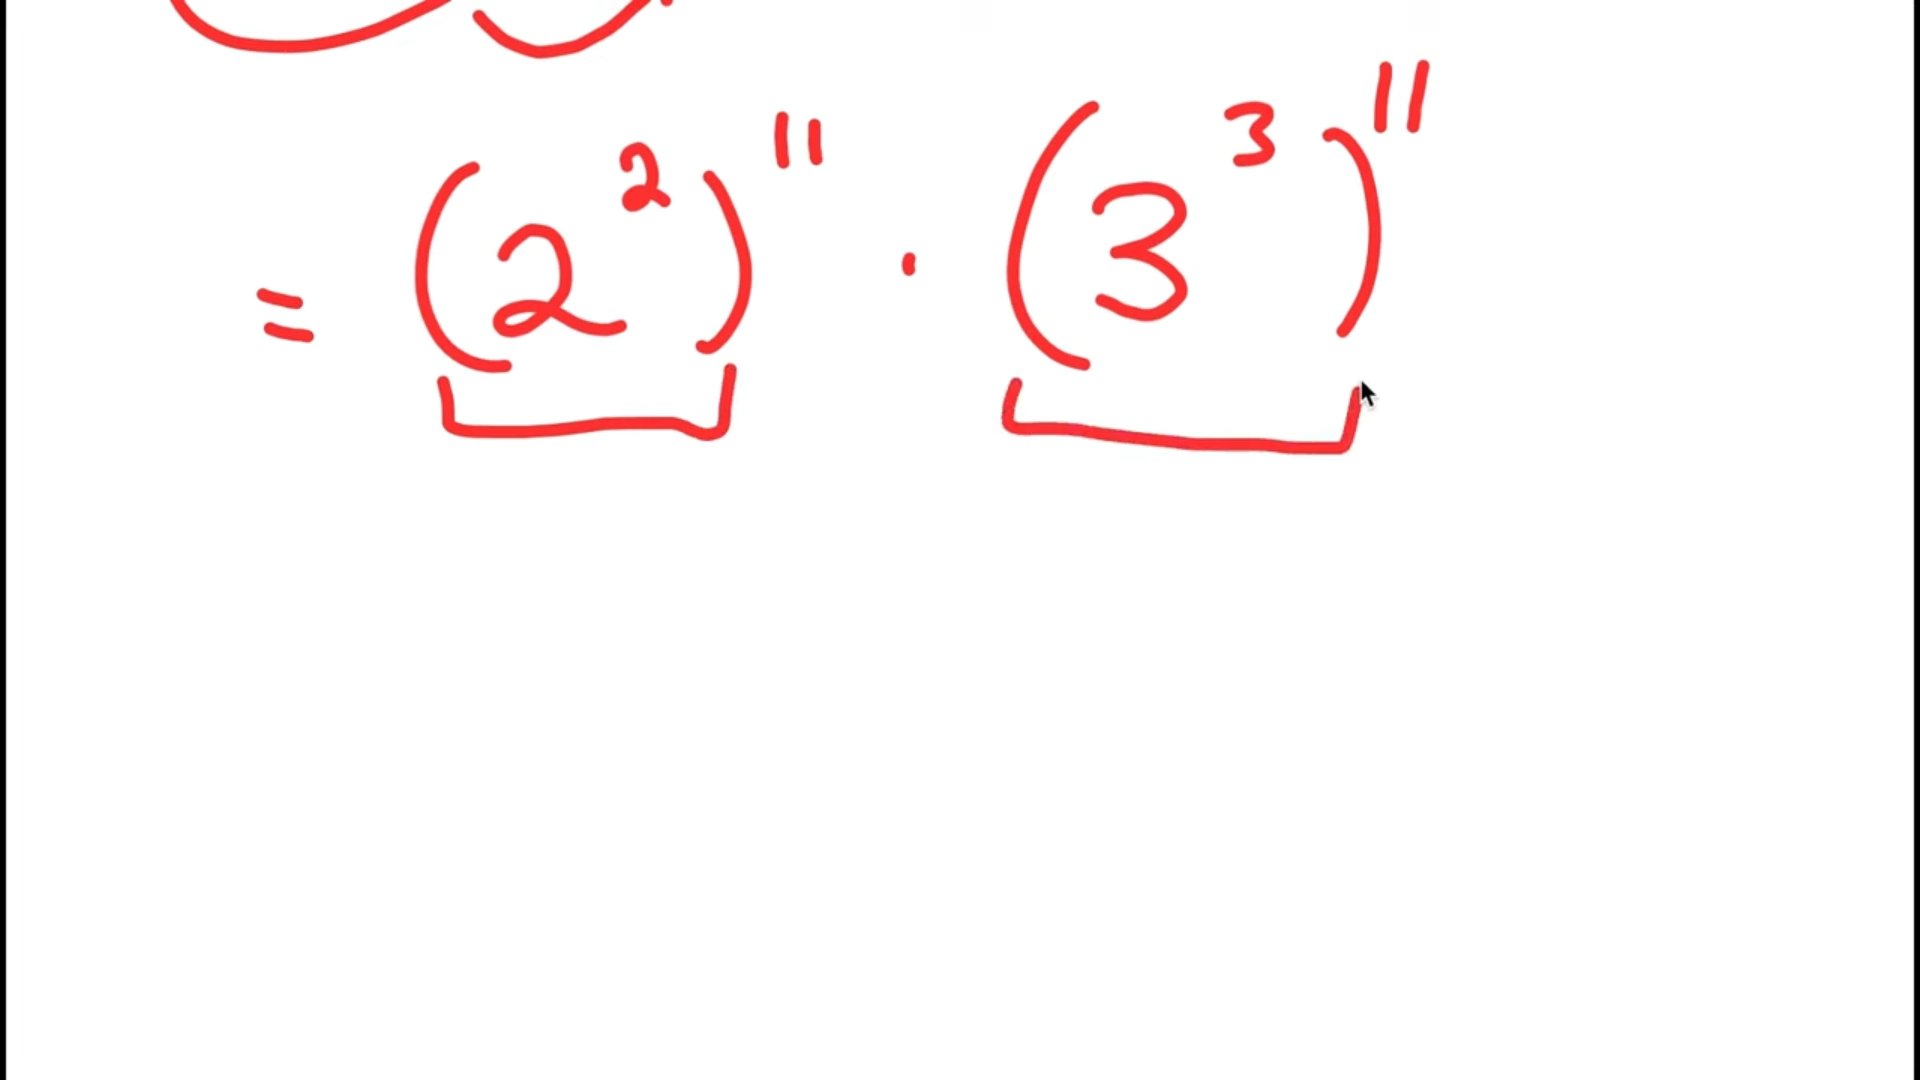 = (2²)¹¹ · (3³)¹¹